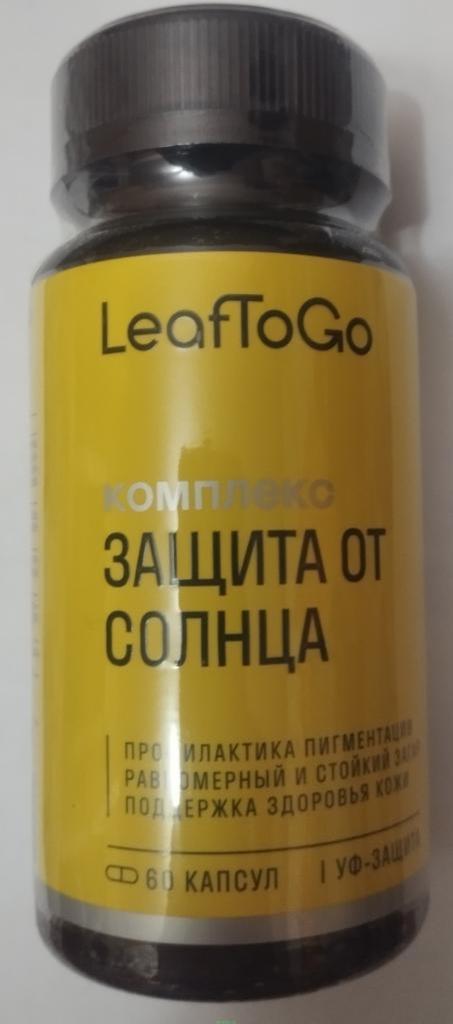 LeafToGo
комплекс
ЗАЩИТА ОТ
СОЛНЦА
ПРОФИЛАКТИКА ПИГМЕНТАЦИИ
РАВНОМЕРНЫЙ И СТОЙКИЙ ЗАГАР
ПОДДЕРЖКА ЗДОРОВЬЯ КОЖИ
60 КАПСУЛ | УФ-ЗАЩИТА